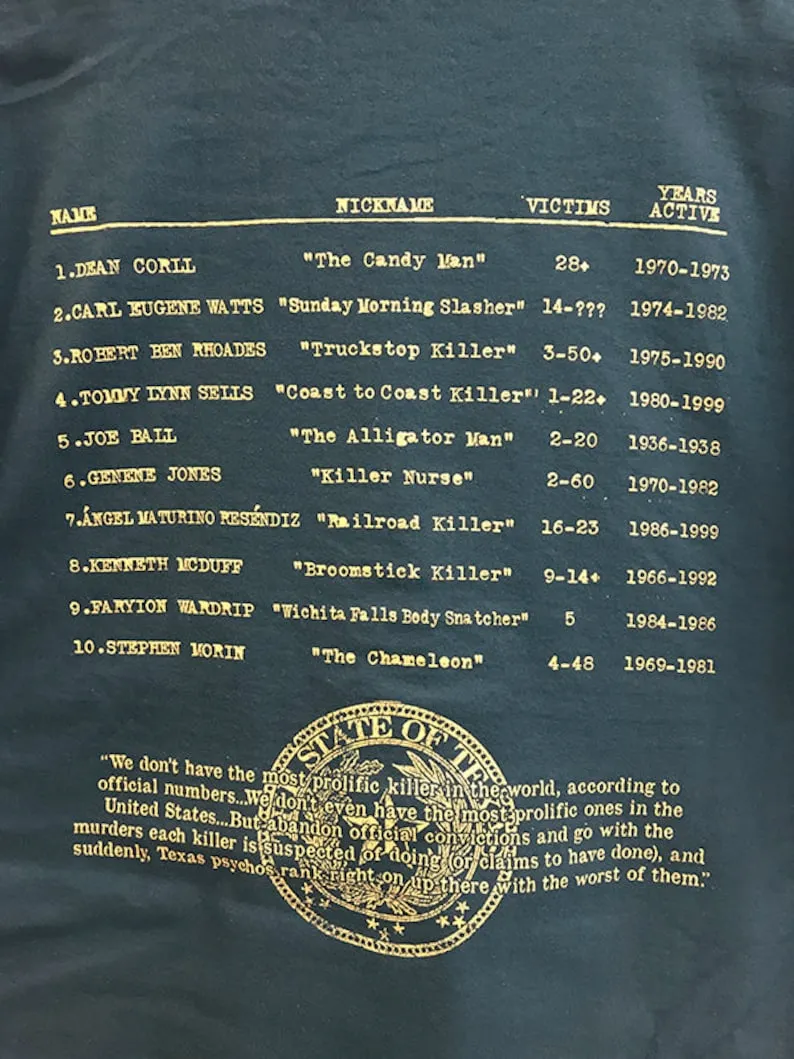 NAME NICKNAME VICTIMS YEARS ACTIVE
1.DEAN CORLL "The Candy Man" 28+ 1970-1973
2.CARL EUGENE WATTS "Sunday Morning Slasher" 14-??? 1974-1982
3.ROBERT BEN RHOADES "Truckstop Killer" 3-50+ 1975-1990
4.TOMMY LYNN SELLS "Coast to Coast Killer"' 1-22+ 1980-1999
5.JOE BALL "The Alligator Man" 2-20 1936-1938
6.GENENE JONES "Killer Nurse" 2-60 1970-1982
7.ÁNGEL MATURINO RESÉNDIZ "Railroad Killer" 16-23 1986-1999
8.KENNETH MCDUFF "Broomstick Killer" 9-14+ 1966-1992
9.FARYION WARDRIP "Wichita Falls Body Snatcher" 5 1984-1986
10.STEPHEN MORIN "The Chameleon" 4-48 1969-1981
STATE OF TEX
"We don't have the most prolific killer in the world, according to
official numbers...We don't even have the most prolific ones in the
United States...But abandon official convictions and go with the
murders each killer is suspected of doing (or claims to have done), and
suddenly, Texas psychos rank right on up there with the worst of them."